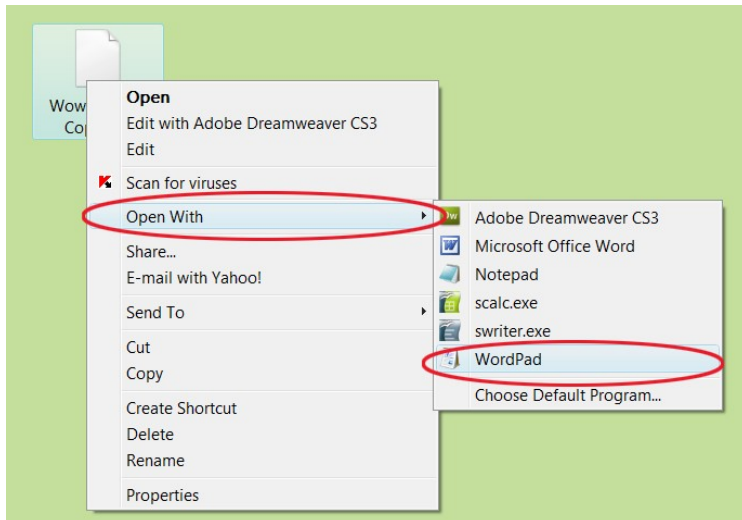 Wow
Open
Edit with Adobe Dreamweaver CS3
Edit
Scan for viruses
Open With
Share...
E-mail with Yahoo!
Send To
Cut
Copy
Create Shortcut
Delete
Rename
Properties
Adobe Dreamweaver CS3
Microsoft Office Word
Notepad
scalc.exe
swriter.exe
WordPad
Choose Default Program...